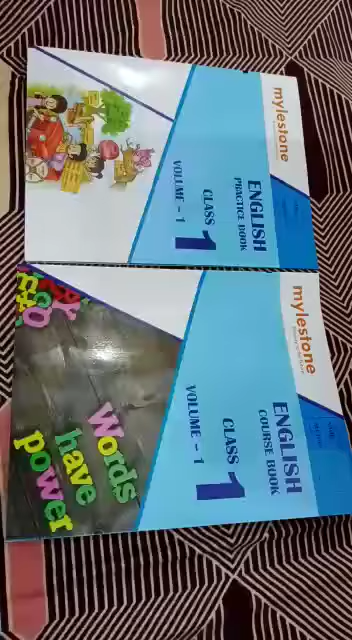 mylestone
ENGLISH
PRACTICE BOOK
CLASS 1
VOLUME - 1
mylestone
ENGLISH
COURSE BOOK
CLASS 1
VOLUME - 1
Words
have
power